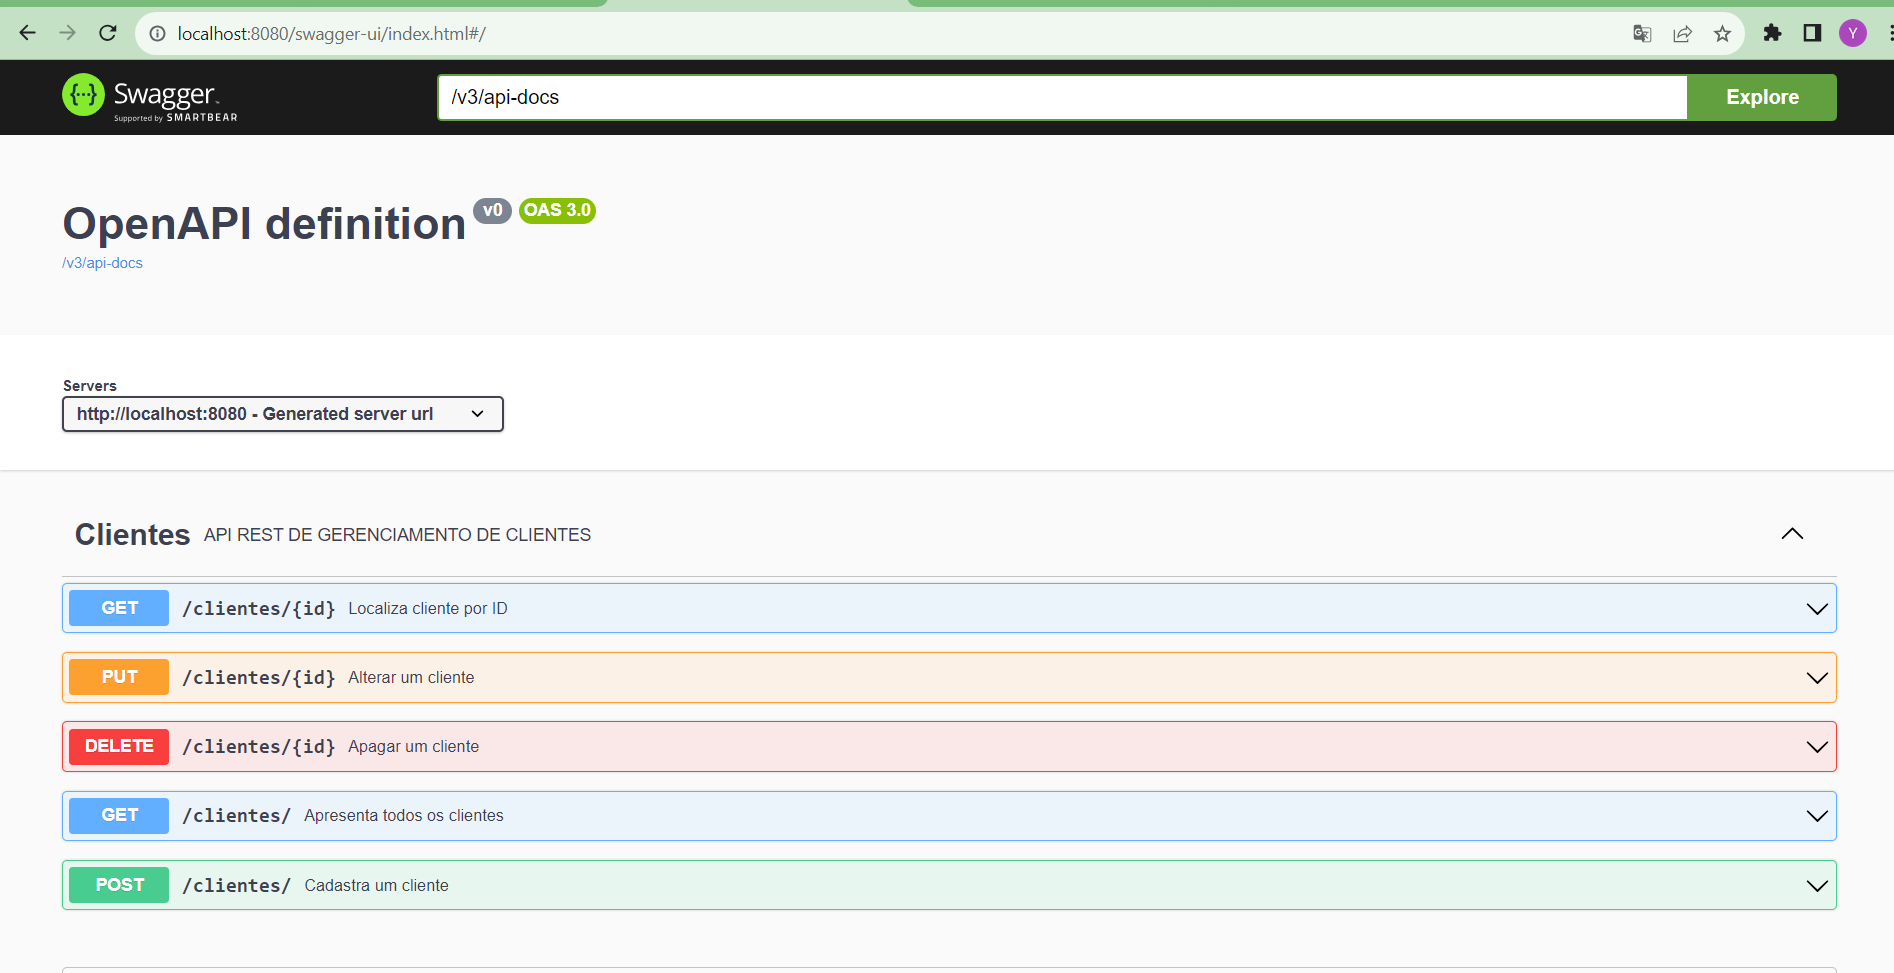 localhost:8080/swagger-ui/index.html#/
Y
{···} Swagger
Supported by SMARTBEAR
/v3/api-docs
Explore
OpenAPI definition v0 OAS 3.0
/v3/api-docs
Servers
http://localhost:8080 - Generated server url
Clientes API REST DE GERENCIAMENTO DE CLIENTES
GET /clientes/{id} Localiza cliente por ID
PUT /clientes/{id} Alterar um cliente
DELETE /clientes/{id} Apagar um cliente
GET /clientes/ Apresenta todos os clientes
POST /clientes/ Cadastra um cliente